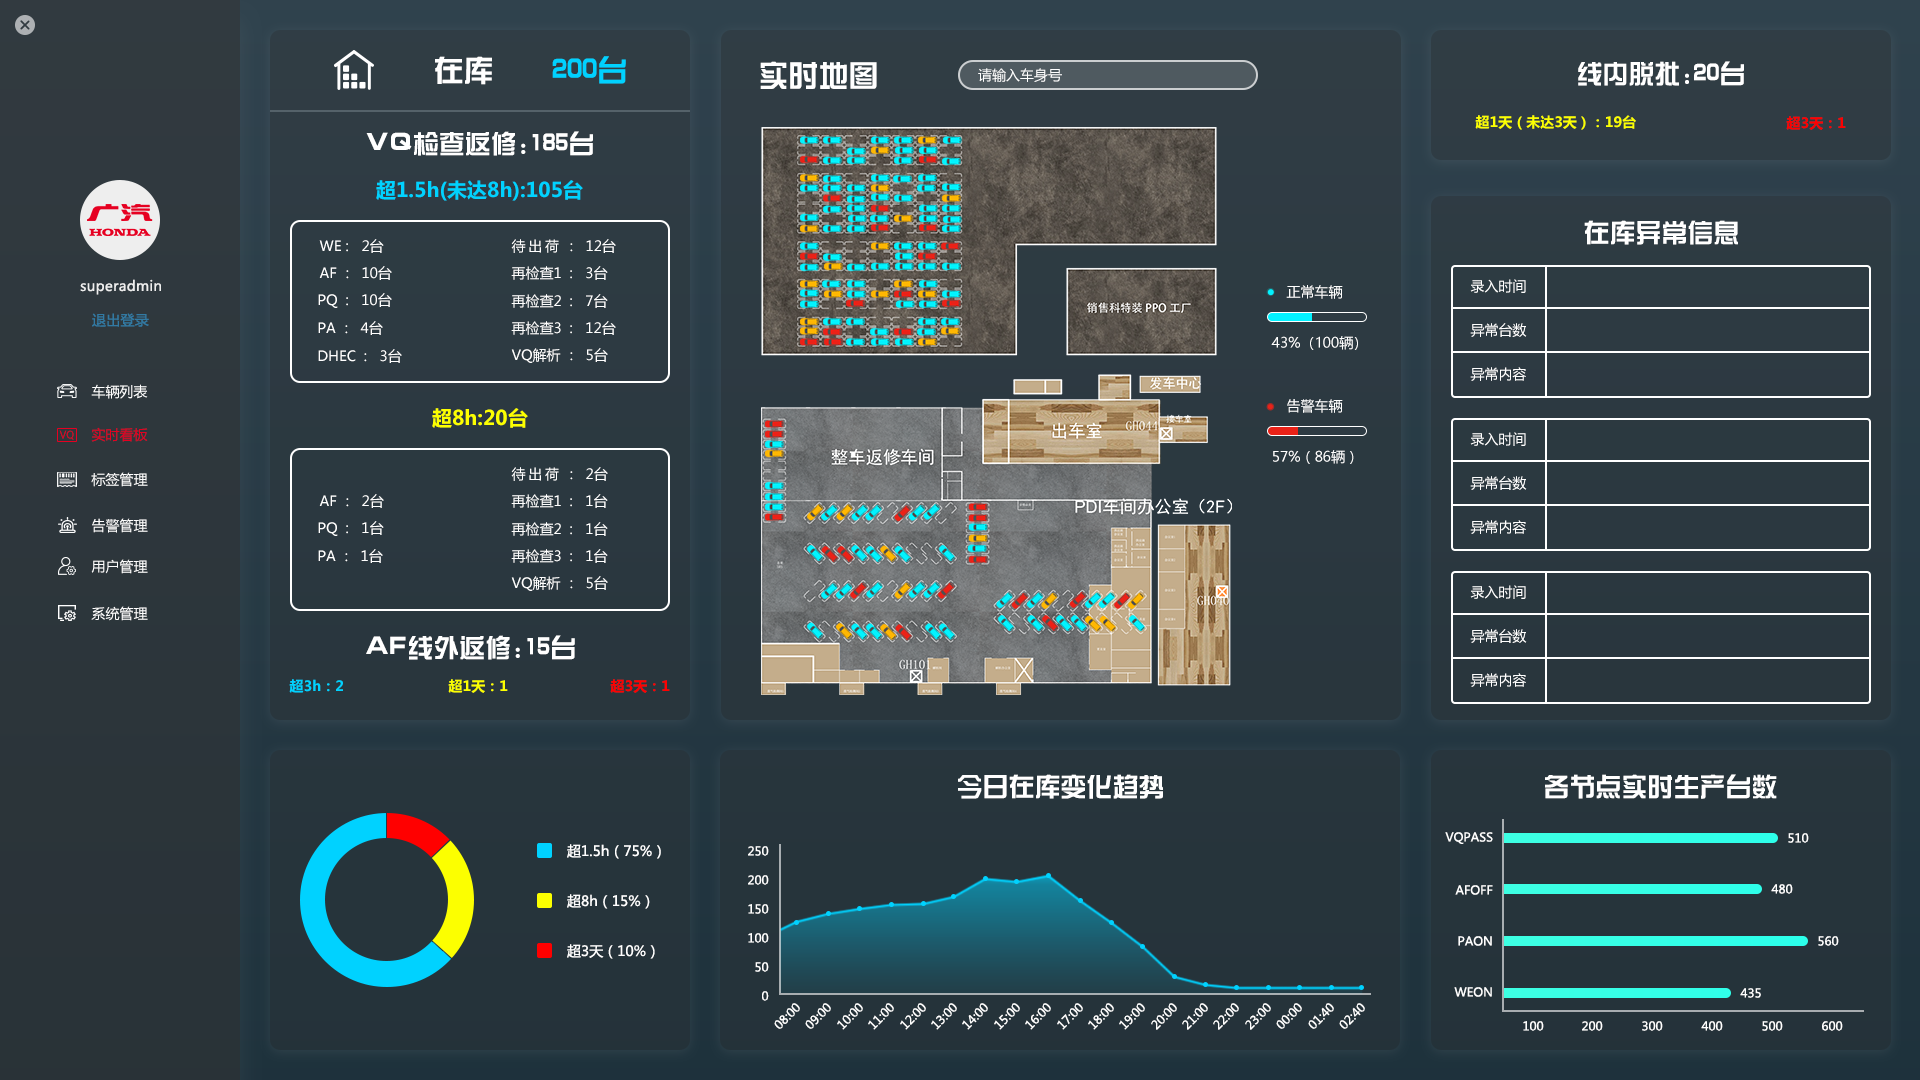 广汽
HONDA
superadmin
退出登录
车辆列表
VQ 实时看板
标签管理
告警管理
用户管理
系统管理
在库 200台
VQ检查返修:185台
超1.5h(未达8h):105台
WE： 2台
AF ： 10台
PQ ： 10台
PA ： 4台
DHEC ： 3台
待出荷 ： 12台
再检查1 ： 3台
再检查2 ： 7台
再检查3 ： 12台
VQ解析 ： 5台
超8h:20台
AF ： 2台
PQ ： 1台
PA ： 1台
待出荷 ： 2台
再检查1 ： 1台
再检查2 ： 1台
再检查3 ： 1台
VQ解析 ： 5台
AF线外返修:15台
超3h：2
超1天：1
超3天：1
实时地图
请输入车身号
销售科特装 PPO 工厂
发车中心
接车室
出车室
GH044
整车返修车间
PDI车间办公室（2F）
GH040
GH101
正常车辆
43%（100辆）
告警车辆
57%（86辆）
线内脱批:20台
超1天（未达3天）：19台
超3天：1
在库异常信息
录入时间
异常台数
异常内容
录入时间
异常台数
异常内容
录入时间
异常台数
异常内容
超1.5h（75%）
超8h（15%）
超3天（10%）
今日在库变化趋势
250
200
150
100
50
0
08:00
09:00
10:00
11:00
12:00
13:00
14:00
15:00
16:00
17:00
18:00
19:00
20:00
21:00
22:00
23:00
00:00
01:40
02:40
各节点实时生产台数
VQPASS 510
AFOFF 480
PAON 560
WEON 435
100 200 300 400 500 600